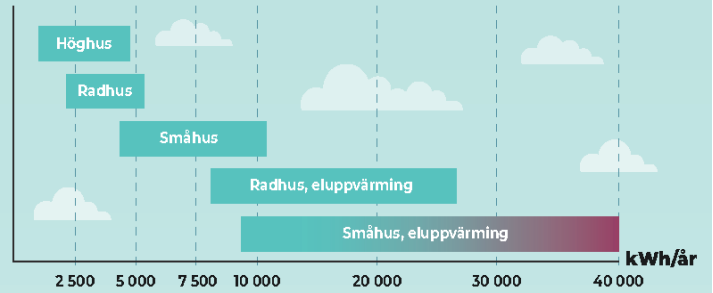 Höghus
Radhus
Småhus
Radhus, eluppvärming
Småhus, eluppvärming
kWh/år
2 500 5 000 7 500 10 000 20 000 30 000 40 000